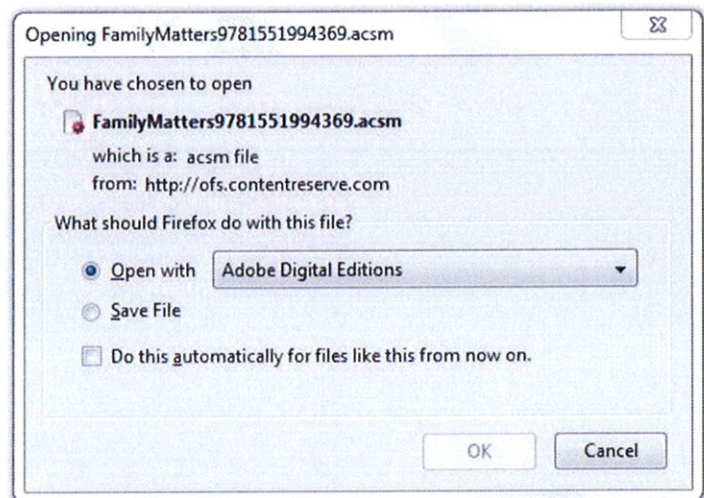 Opening FamilyMatters9781551994369.acsm
You have chosen to open
FamilyMatters9781551994369.acsm
which is a: acsm file
from: http://ofs.contentreserve.com
What should Firefox do with this file?
Open with Adobe Digital Editions
Save File
Do this automatically for files like this from now on.
OK Cancel